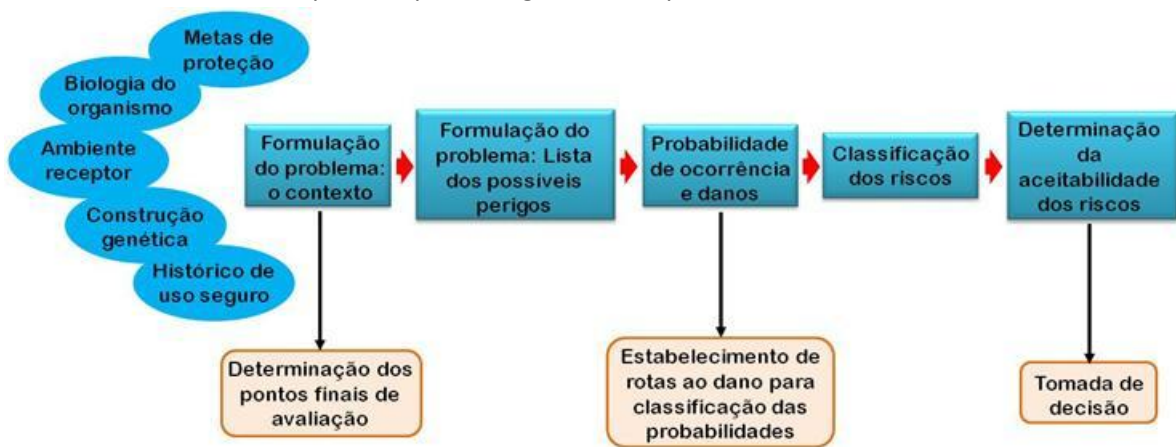 Metas de
proteção
Biologia do
organismo
Ambiente
receptor
Construção
genética
Histórico de
uso seguro
Formulação
do problema:
o contexto
Formulação do
problema: Lista
dos possíveis
perigos
Probabilidade
de ocorrência
e danos
Classificação
dos riscos
Determinação
da
aceitabilidade
dos riscos
Determinação dos
pontos finais de
avaliação
Estabelecimento de
rotas ao dano para
classificação das
probabilidades
Tomada de
decisão